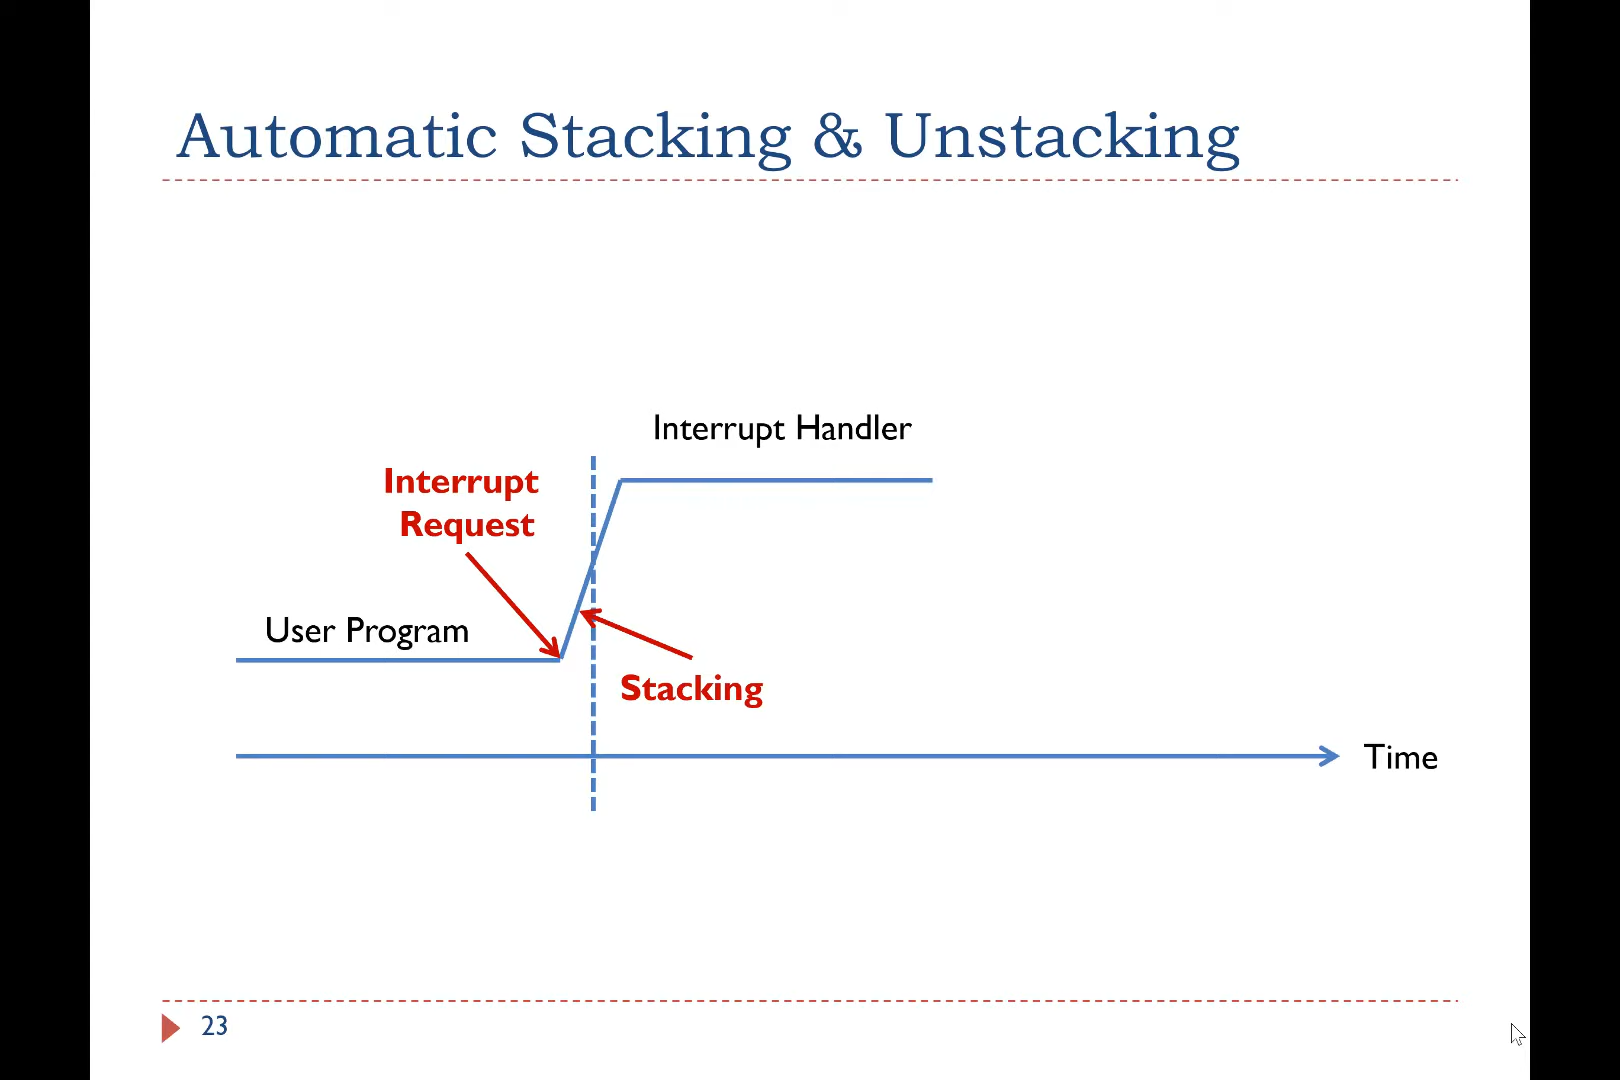 Automatic Stacking & Unstacking
Interrupt Handler
Interrupt
Request
User Program
Stacking
Time
23